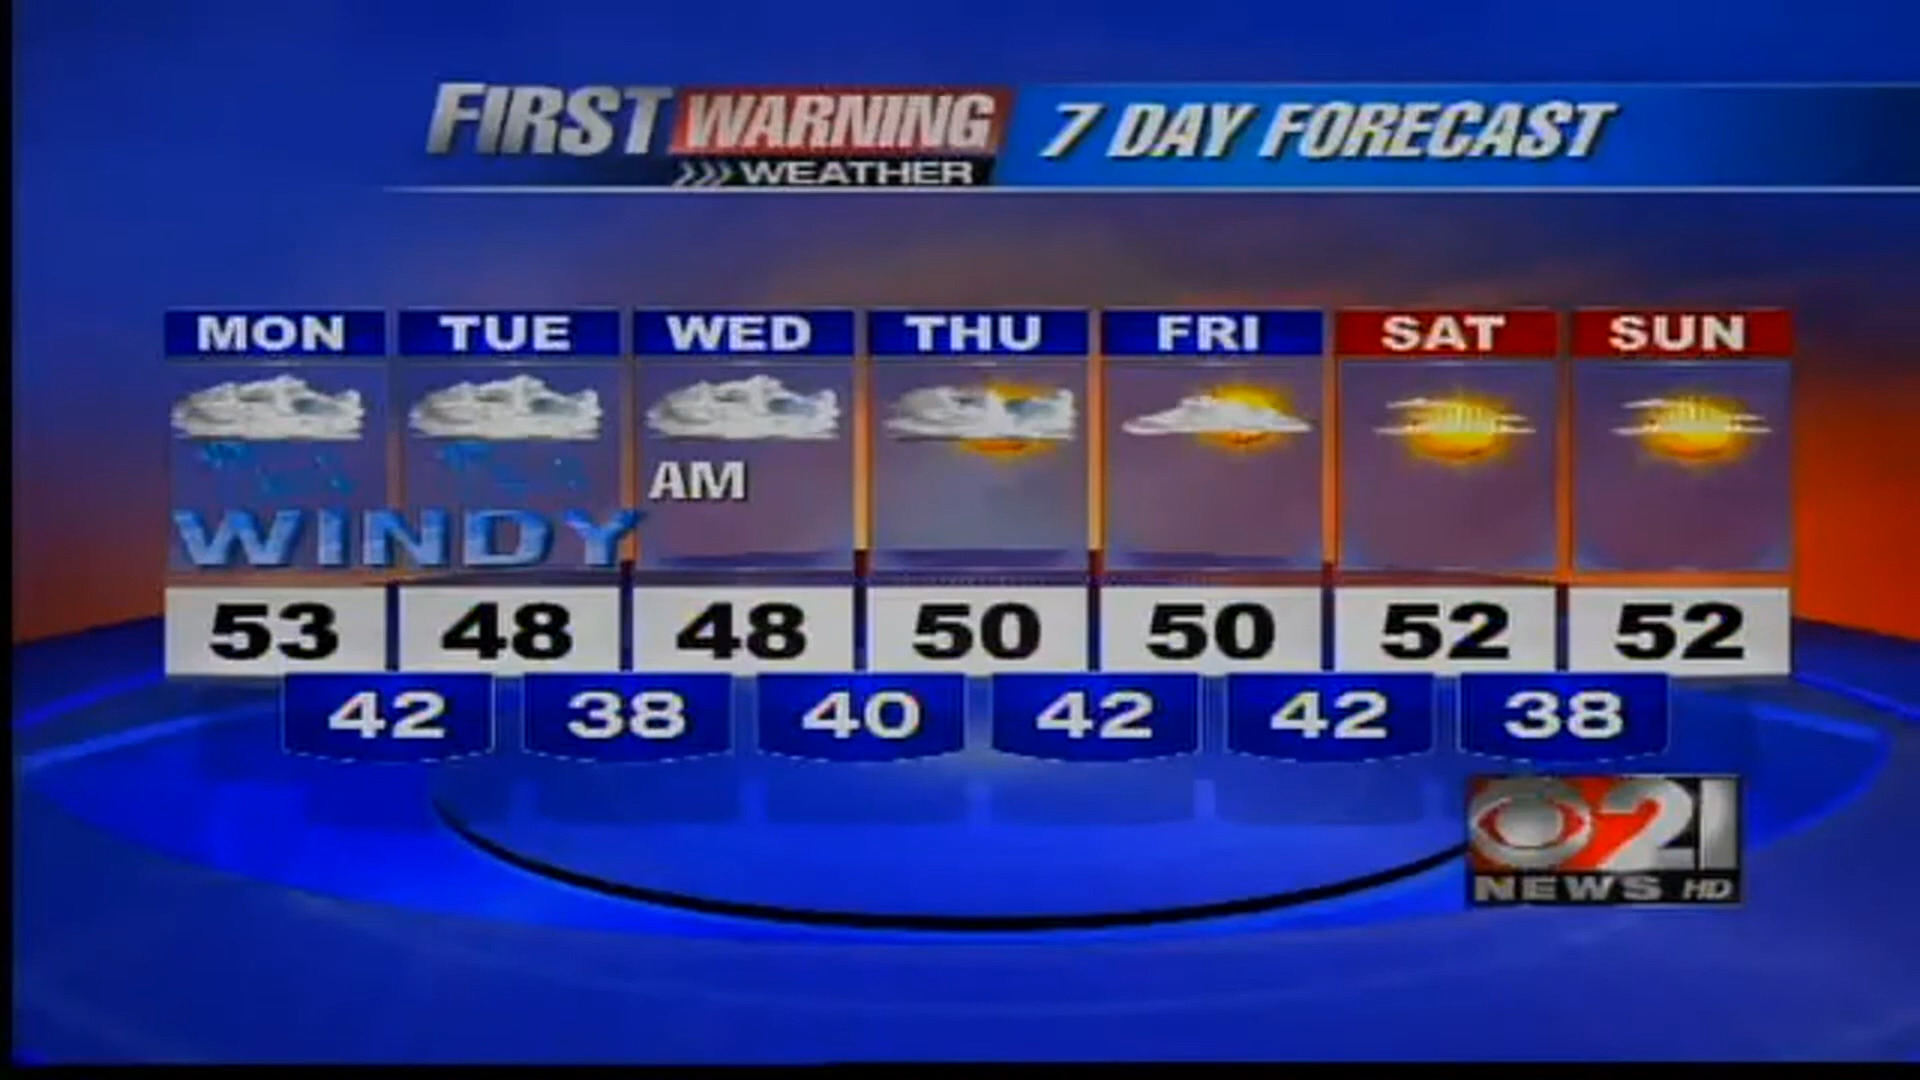 FIRST WARNING 7 DAY FORECAST
>>> WEATHER
MON TUE WED THU FRI SAT SUN
AM
WINDY
53 48 48 50 50 52 52
42 38 40 42 42 38
21
NEWS HD